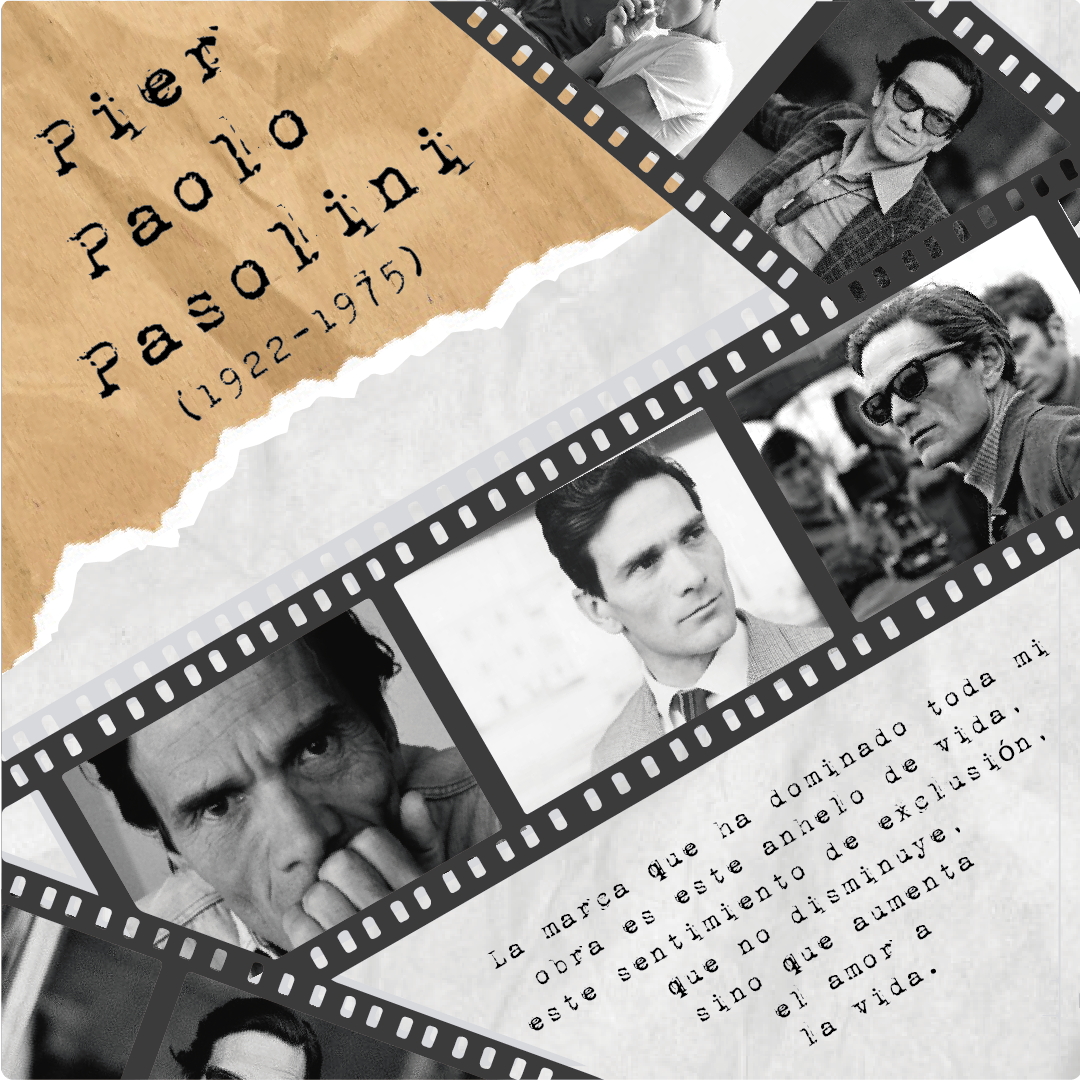 Pier
Paolo
Pasolini
(1922-1975)
La marca que ha dominado toda mi
obra es este anhelo de vida,
este sentimiento de exclusión,
que no disminuye,
sino que aumenta
el amor a
la vida.